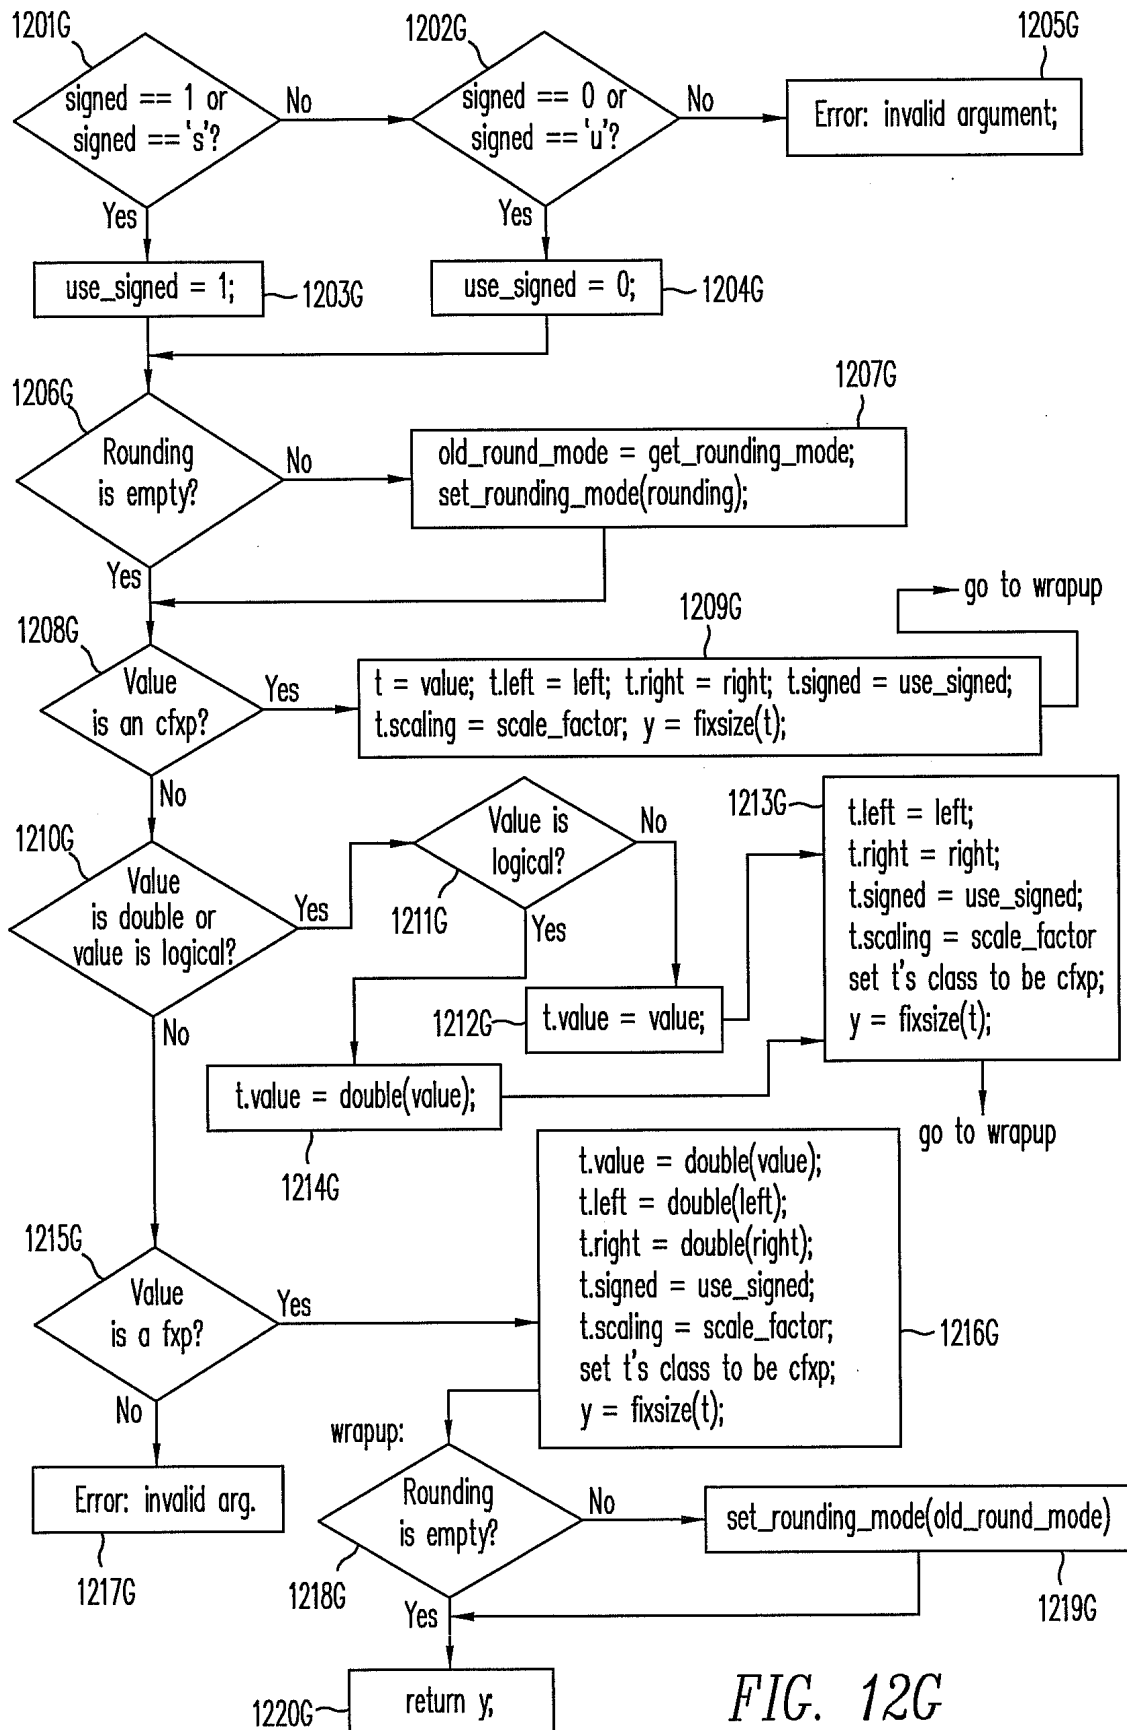 1201G
1202G
1205G
signed == 1 or
signed == 's'?
No
signed == 0 or
signed == 'u'?
No
Error: invalid argument;
Yes
Yes
use_signed = 1;
1203G
use_signed = 0;
1204G
1206G
1207G
Rounding
is empty?
No
old_round_mode = get_rounding_mode;
set_rounding_mode(rounding);
Yes
go to wrapup
1208G
1209G
Value
is an cfxp?
Yes
t = value; t.left = left; t.right = right; t.signed = use_signed;
t.scaling = scale_factor; y = fixsize(t);
No
1210G
Value
is double or
value is logical?
Yes
Value is
logical?
No
1211G
Yes
1213G
t.left = left;
t.right = right;
t.signed = use_signed;
t.scaling = scale_factor
set t's class to be cfxp;
y = fixsize(t);
No
1212G
t.value = value;
t.value = double(value);
1214G
go to wrapup
1215G
Value
is a fxp?
Yes
t.value = double(value);
t.left = double(left);
t.right = double(right);
t.signed = use_signed;
t.scaling = scale_factor;
set t's class to be cfxp;
y = fixsize(t);
1216G
No
Error: invalid arg.
1217G
wrapup:
Rounding
is empty?
No
set_rounding_mode(old_round_mode)
1218G
1219G
Yes
return y;
1220G
FIG. 12G